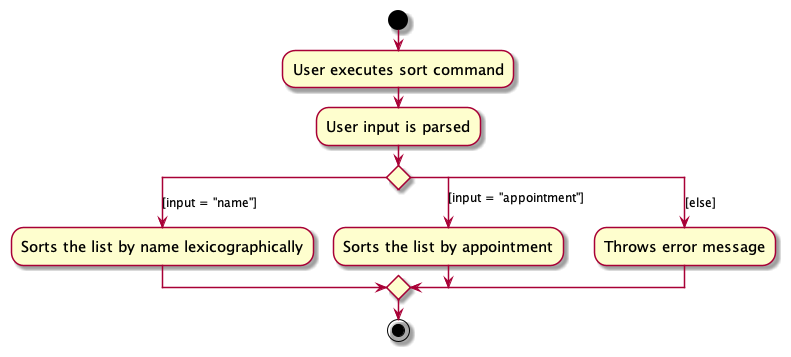 User executes sort command
User input is parsed
[input = "name"]
[input = "appointment"]
[else]
Sorts the list by name lexicographically
Sorts the list by appointment
Throws error message